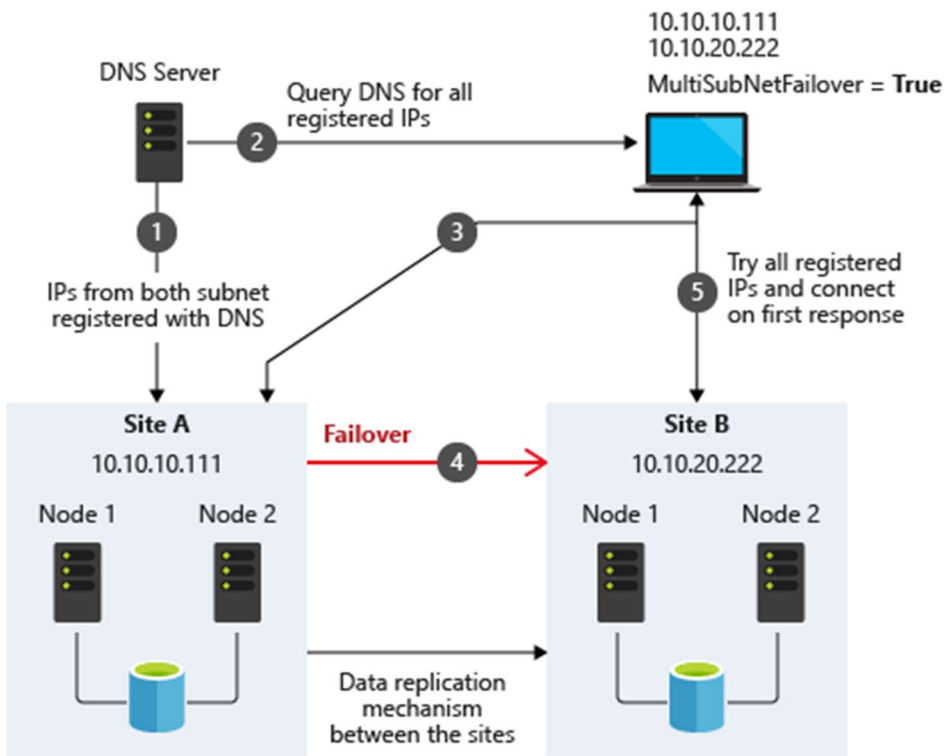 10.10.10.111
10.10.20.222
MultiSubNetFailover = True
DNS Server
Query DNS for all
registered IPs
2
1
3
IPs from both subnet
registered with DNS
5
Try all registered
IPs and connect
on first response
Site A
10.10.10.111
Failover
4
Site B
10.10.20.222
Node 1
Node 2
Node 1
Node 2
Data replication
mechanism
between the sites